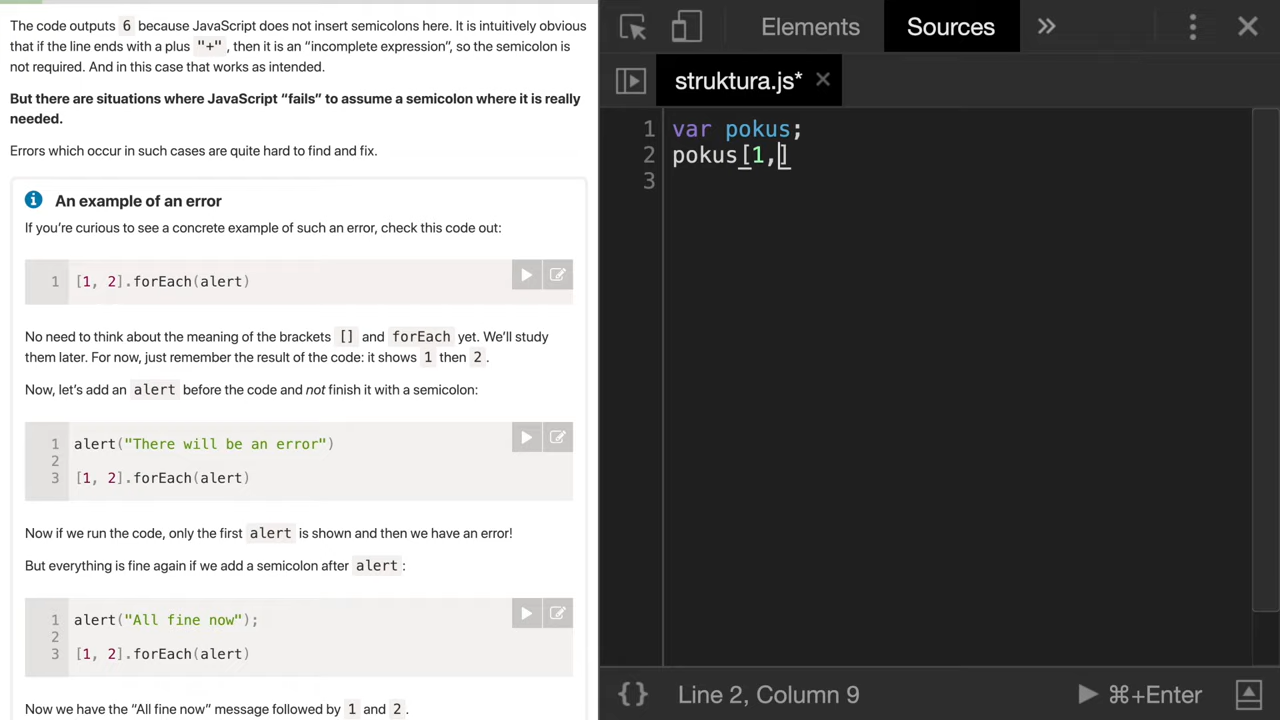 The code outputs 6 because JavaScript does not insert semicolons here. It is intuitively obvious
that if the line ends with a plus "+", then it is an “incomplete expression”, so the semicolon is
not required. And in this case that works as intended.
But there are situations where JavaScript “fails” to assume a semicolon where it is really
needed.
Errors which occur in such cases are quite hard to find and fix.
An example of an error
If you’re curious to see a concrete example of such an error, check this code out:
1 [1, 2].forEach(alert)
No need to think about the meaning of the brackets [] and forEach yet. We’ll study
them later. For now, just remember the result of the code: it shows 1 then 2.
Now, let’s add an alert before the code and not finish it with a semicolon:
1 alert("There will be an error")
2
3 [1, 2].forEach(alert)
Now if we run the code, only the first alert is shown and then we have an error!
But everything is fine again if we add a semicolon after alert:
1 alert("All fine now");
2
3 [1, 2].forEach(alert)
Now we have the “All fine now” message followed by 1 and 2.
Elements Sources »
struktura.js*
1 var pokus;
2 pokus[1,]
3
{} Line 2, Column 9 ⌘+Enter